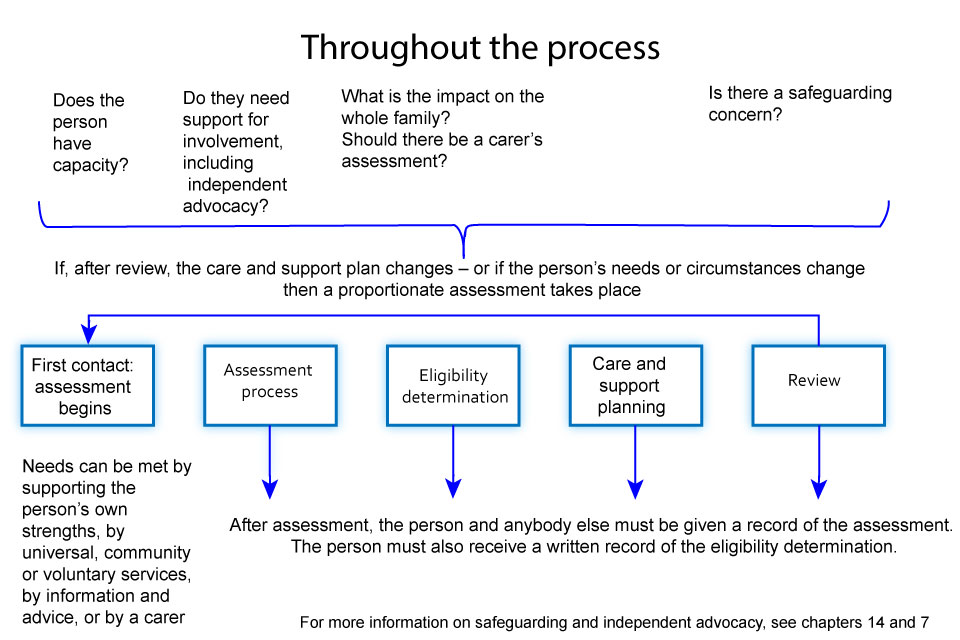 Throughout the process
Does the
person
have
capacity?
Do they need
support for
involvement,
including
independent
advocacy?
What is the impact on the
whole family?
Should there be a carer's
assessment?
Is there a safeguarding
concern?
If, after review, the care and support plan changes – or if the person's needs or circumstances change
then a proportionate assessment takes place
First contact:
assessment
begins
Assessment
process
Eligibility
determination
Care and
support
planning
Review
Needs can be met by
supporting the
person's own
strengths, by
universal, community
or voluntary services,
by information and
advice, or by a carer
After assessment, the person and anybody else must be given a record of the assessment.
The person must also receive a written record of the eligibility determination.
For more information on safeguarding and independent advocacy, see chapters 14 and 7